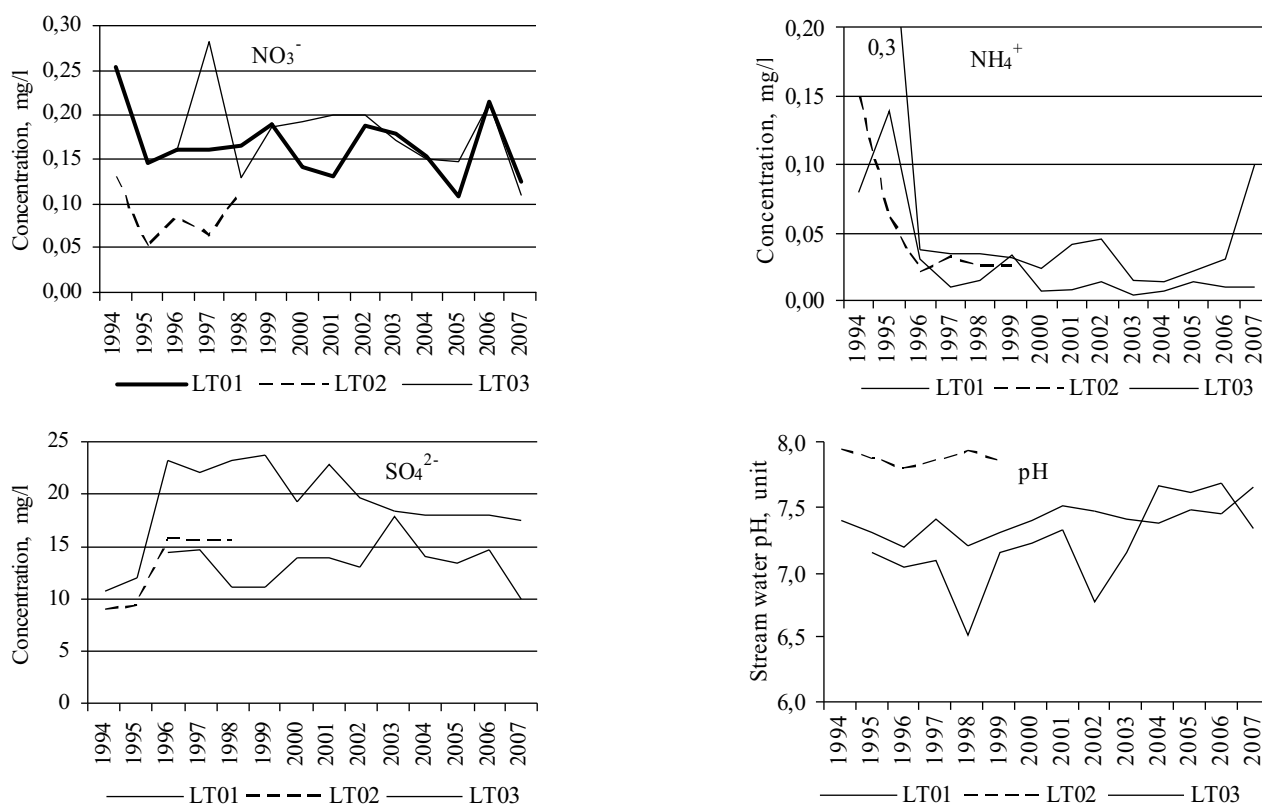 NO₃⁻
Concentration, mg/l
0,30
0,25
0,20
0,15
0,10
0,05
0,00
1994 1995 1996 1997 1998 1999 2000 2001 2002 2003 2004 2005 2006 2007
LT01 LT02 LT03
NH₄⁺
0,3
Concentration, mg/l
0,20
0,15
0,10
0,05
0,00
1994 1995 1996 1997 1998 1999 2000 2001 2002 2003 2004 2005 2006 2007
LT01 LT02 LT03
SO₄²⁻
Concentration, mg/l
25
20
15
10
5
0
1994 1995 1996 1997 1998 1999 2000 2001 2002 2003 2004 2005 2006 2007
LT01 LT02 LT03
pH
Stream water pH, unit
8,0
7,5
7,0
6,5
6,0
1994 1995 1996 1997 1998 1999 2000 2001 2002 2003 2004 2005 2006 2007
LT01 LT02 LT03